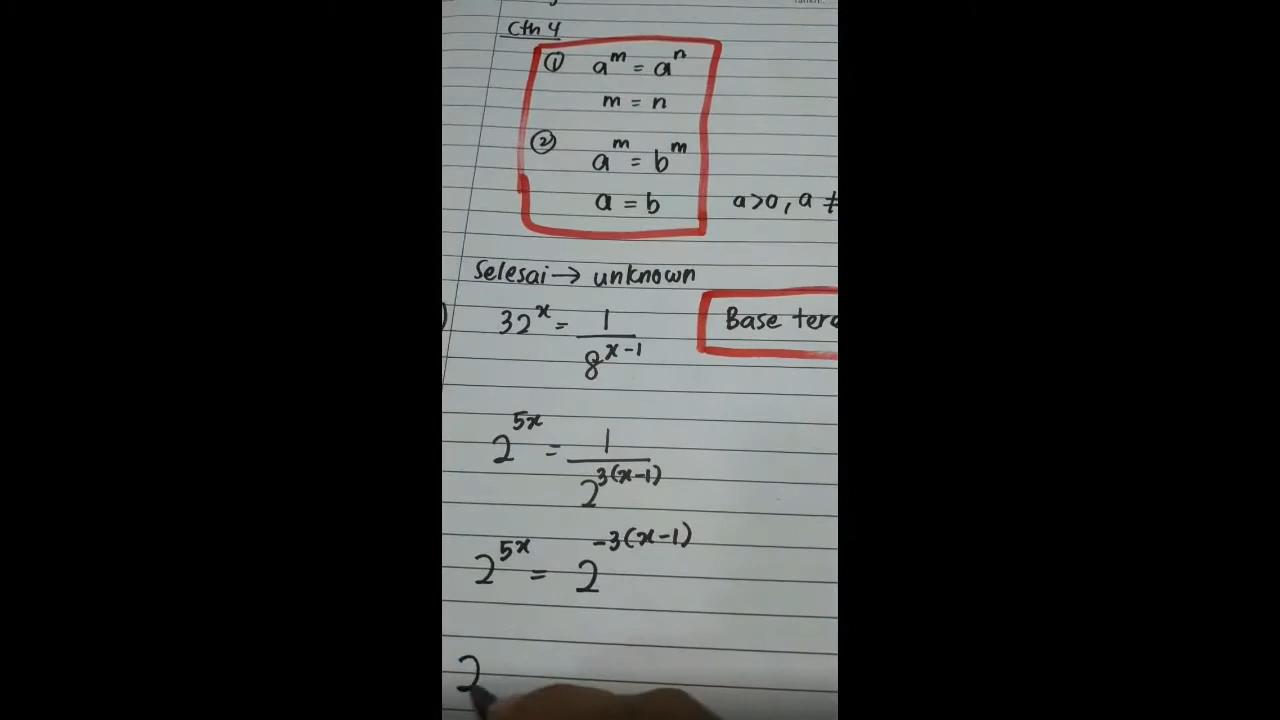 Cth 4
① a^m = a^n
m = n
② a^m = b^m
a = b a>0, a ≠
Selesai → unknown
32^x = 1/8^(x-1) Base
2^5x = 1/2^3(x-1)
2^5x = 2^-3(x-1)
2